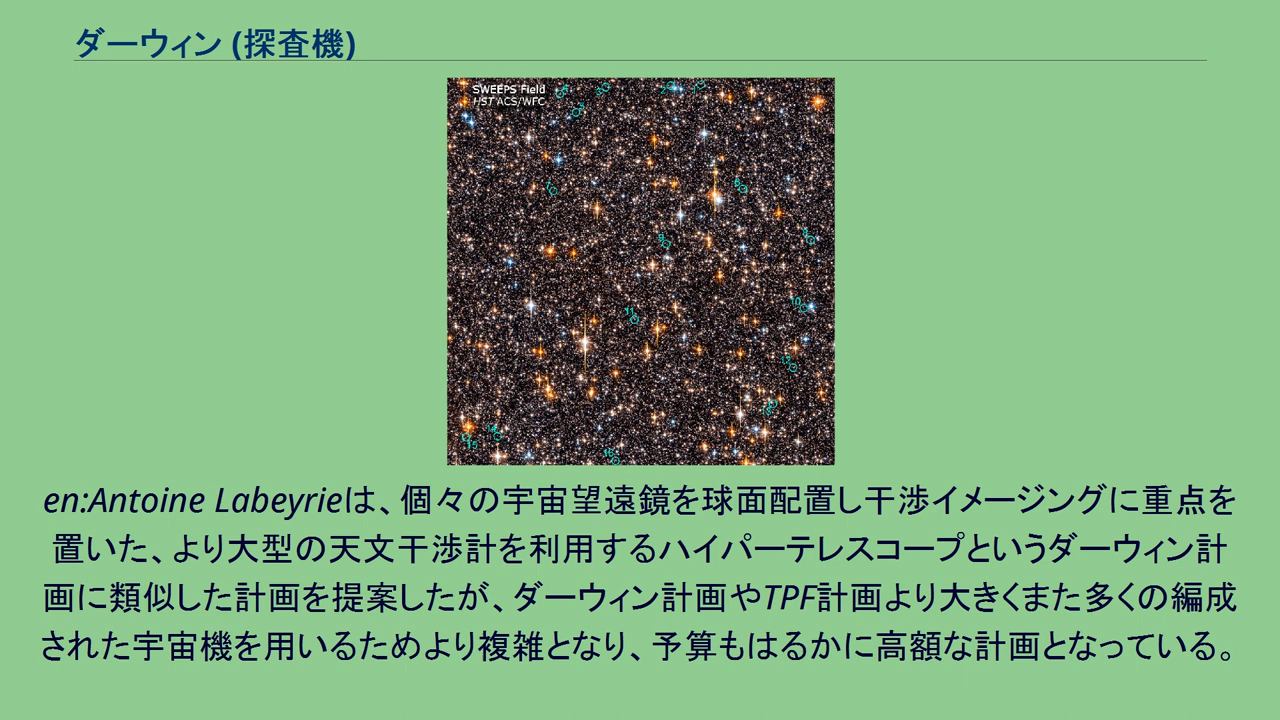 ダーウィン (探査機)
SWEEPS Field
HST ACS/WFC
en:Antoine Labeyrieは、個々の宇宙望遠鏡を球面配置し干渉イメージングに重点を
置いた、より大型の天文干渉計を利用するハイパーテレスコープというダーウィン計
画に類似した計画を提案したが、ダーウィン計画やTPF計画より大きくまた多くの編成
された宇宙機を用いるためより複雑となり、予算もはるかに高額な計画となっている。